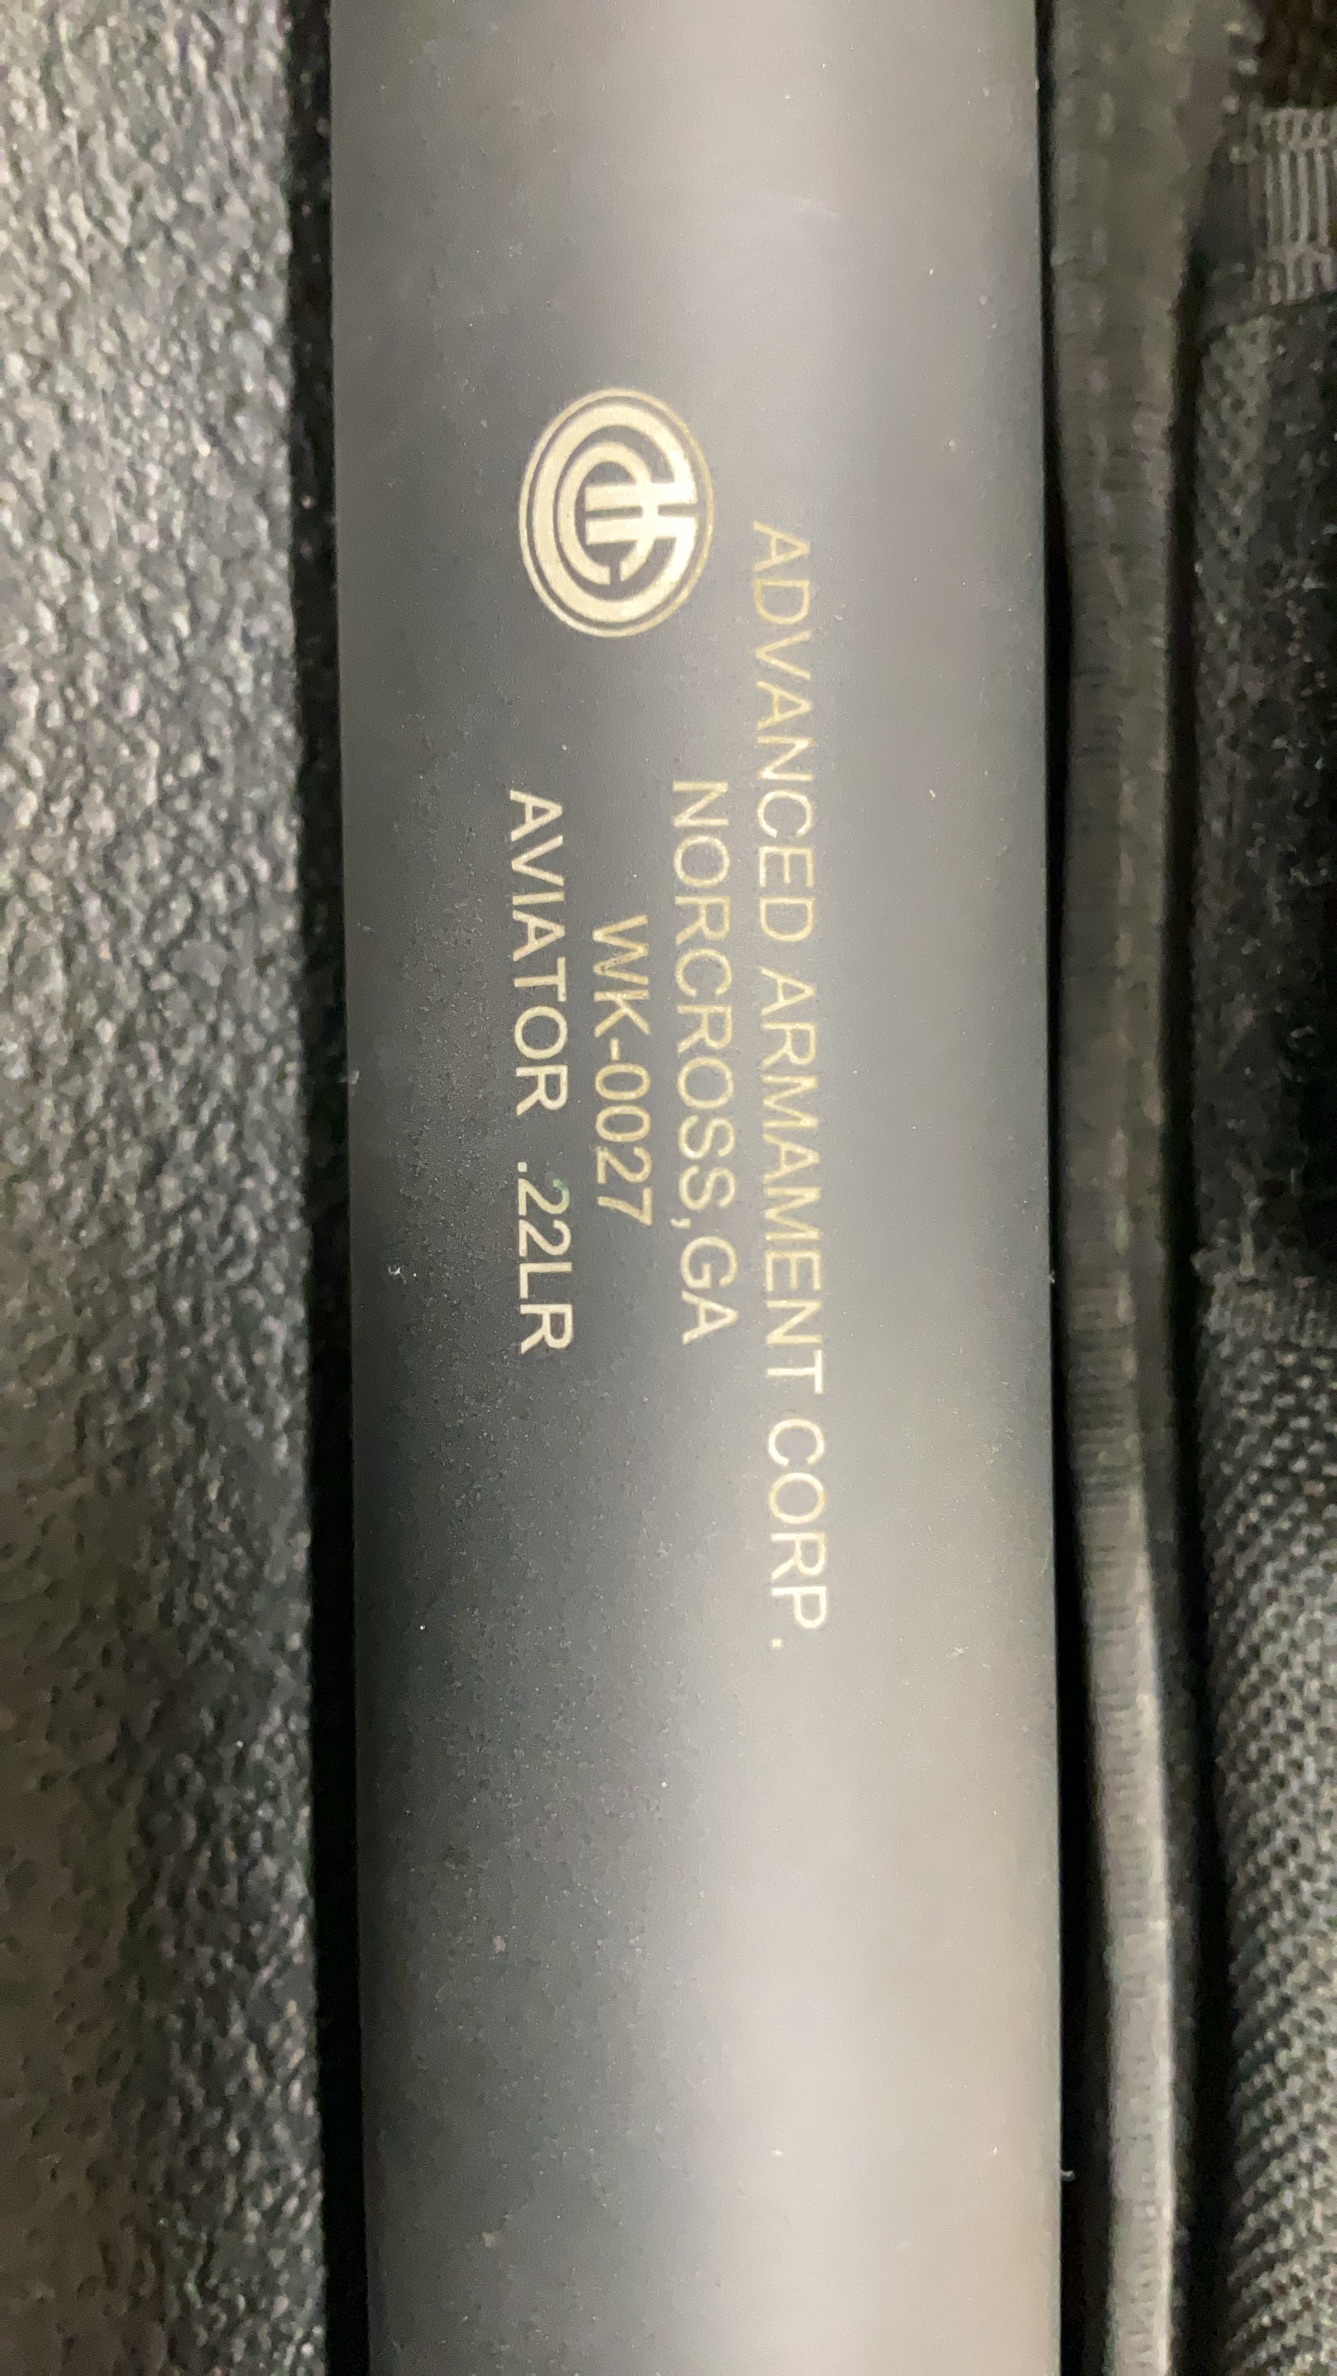 ADVANCED ARMAMENT CORP.
NORCROSS,GA
WK-0027
AVIATOR .22LR